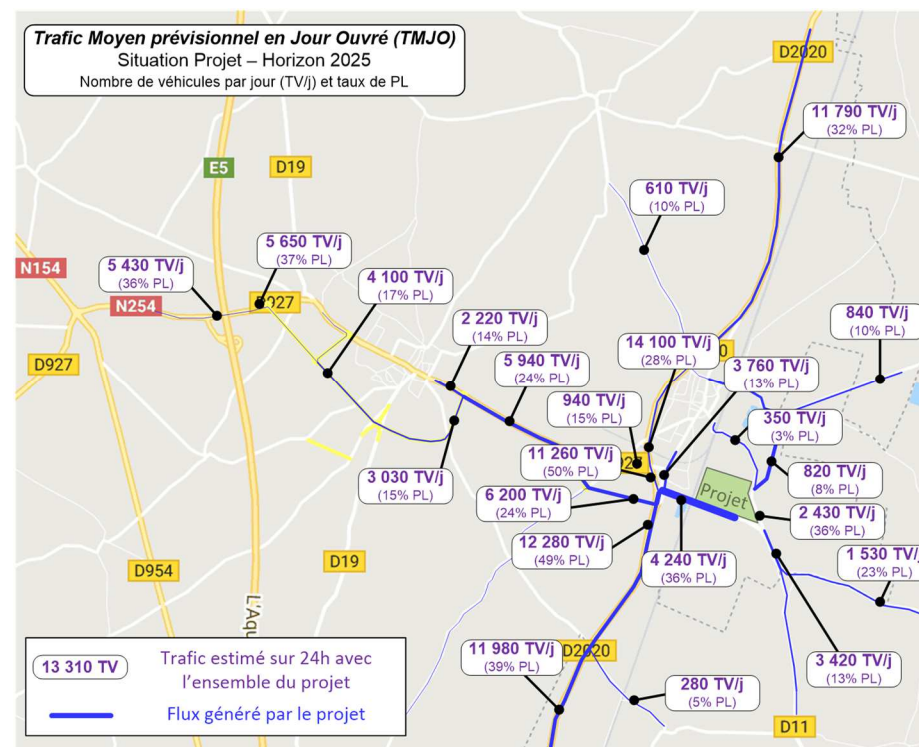 Trafic Moyen prévisionnel en Jour Ouvré (TMJO)
Situation Projet – Horizon 2025
Nombre de véhicules par jour (TV/j) et taux de PL
D2020
11 790 TV/j
(32% PL)
E5
D19
610 TV/j
(10% PL)
5 650 TV/j
(37% PL)
N154
5 430 TV/j
(36% PL)
N254
D927
4 100 TV/j
(17% PL)
2 220 TV/j
(14% PL)
14 100 TV/j
(28% PL)
840 TV/j
(10% PL)
D927
5 940 TV/j
(24% PL)
3 760 TV/j
(13% PL)
940 TV/j
(15% PL)
350 TV/j
(3% PL)
11 260 TV/j
(50% PL)
3 030 TV/j
(15% PL)
820 TV/j
(8% PL)
6 200 TV/j
(24% PL)
Projet
2 430 TV/j
(36% PL)
12 280 TV/j
(49% PL)
4 240 TV/j
(36% PL)
1 530 TV/j
(23% PL)
D954
D19
L'Aqu
11 980 TV/j
(39% PL)
D2020
3 420 TV/j
(13% PL)
280 TV/j
(5% PL)
D11
13 310 TV
Trafic estimé sur 24h avec
l'ensemble du projet
Flux généré par le projet